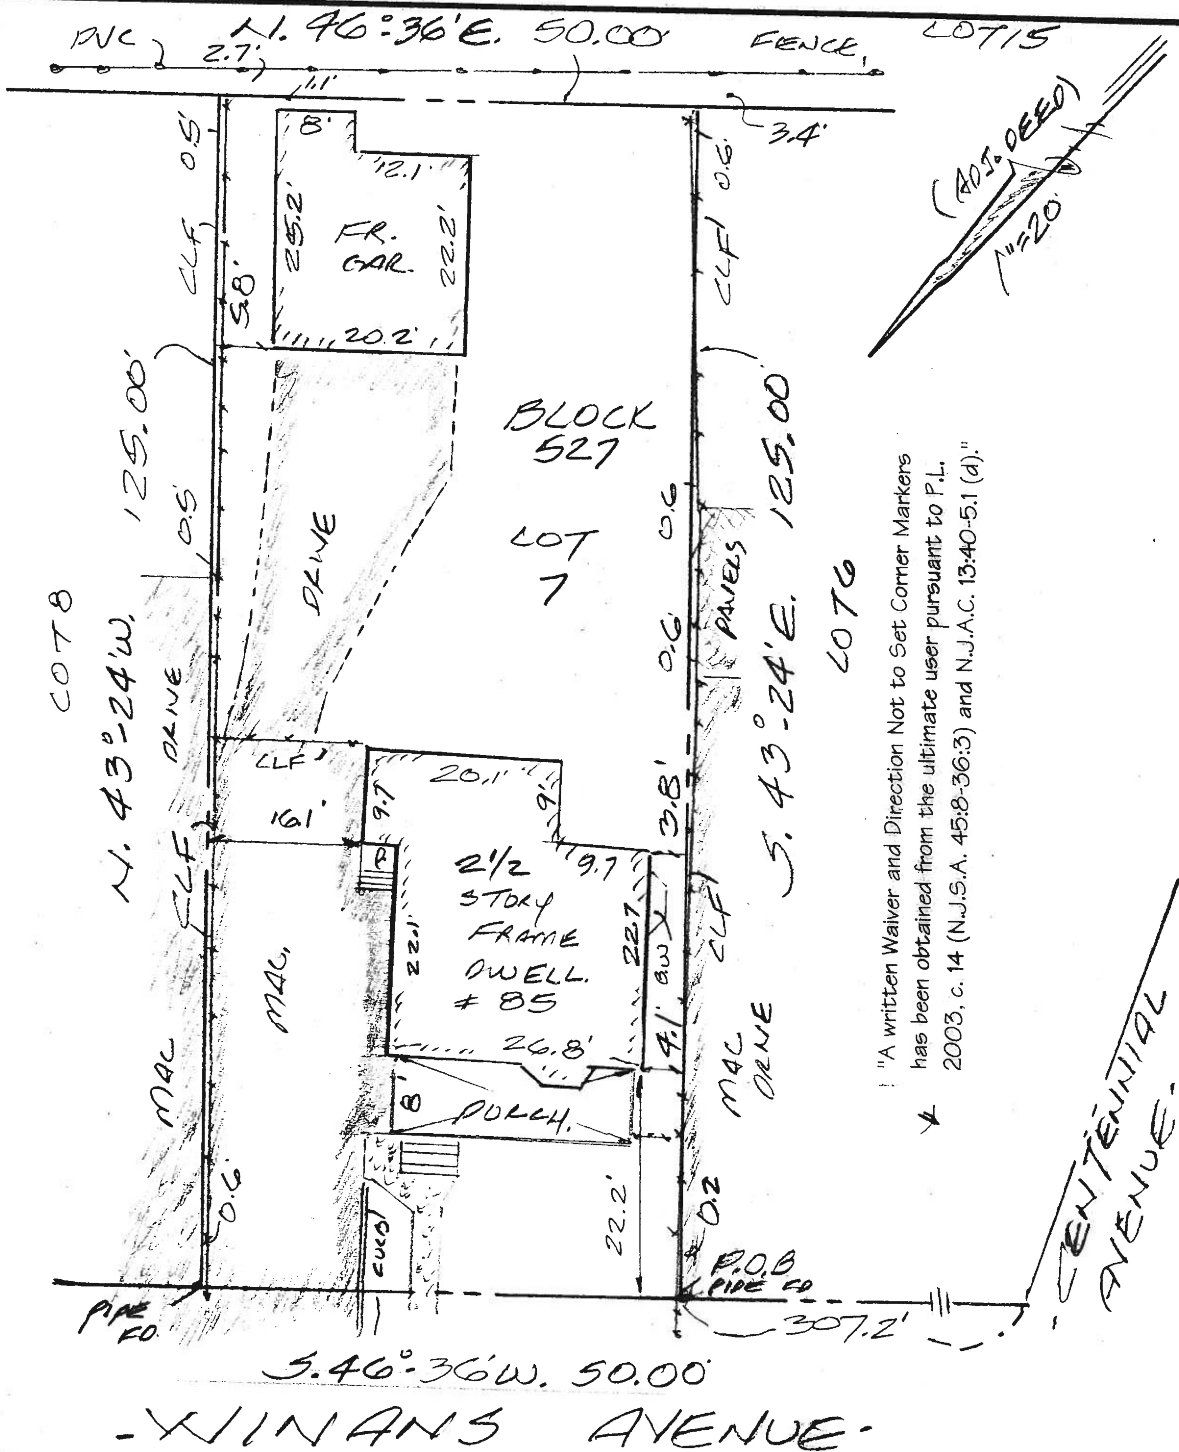 PVC
N. 46°-36'E. 50.00'
FENCE
LOT 15
2.7'
1.1'
3.4'
(ADJ. DEED)
1"=20'
0.5'
CLF
8'
12.1'
25.2'
FR.
GAR.
22.2'
20.2'
5.8'
0.6'
CLF
125.00'
N. 43°-24'W.
0.5'
LOT 8
DRIVE
BLOCK
527
LOT
7
0.6
0.6'
PANELS
S. 43°-24'E. 125.00'
LOT 6
"A written Waiver and Direction Not to Set Corner Markers
has been obtained from the ultimate user pursuant to P.L.
2003, c. 14 (N.J.S.A. 45:8-36:3) and N.J.A.C. 13:40-5.1 (d)."
DRIVE
MAC
CLF
CLF
16.1'
9.7
20.1'
9'
9.7
3.8'
P
2 1/2
STORY
FRAME
DWELL.
# 85
22.1
22.7
BW
CLF
4.1'
26.8'
MAC.
8'
PORCH.
MAC
DRIVE
0.6'
CURB
22.2'
0.2
P.O.B
PIPE FD
PIPE
FD.
307.2'
CENTENNIAL
AVENUE.
S. 46°-36'W. 50.00'
-WINANS AVENUE-